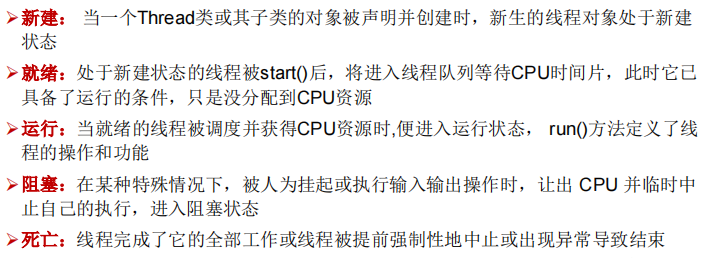 ➢新建： 当一个Thread类或其子类的对象被声明并创建时，新生的线程对象处于新建
状态
➢就绪：处于新建状态的线程被start()后，将进入线程队列等待CPU时间片，此时它已
具备了运行的条件，只是没分配到CPU资源
➢运行：当就绪的线程被调度并获得CPU资源时,便进入运行状态， run()方法定义了线
程的操作和功能
➢阻塞：在某种特殊情况下，被人为挂起或执行输入输出操作时，让出 CPU 并临时中
止自己的执行，进入阻塞状态
➢死亡：线程完成了它的全部工作或线程被提前强制性地中止或出现异常导致结束